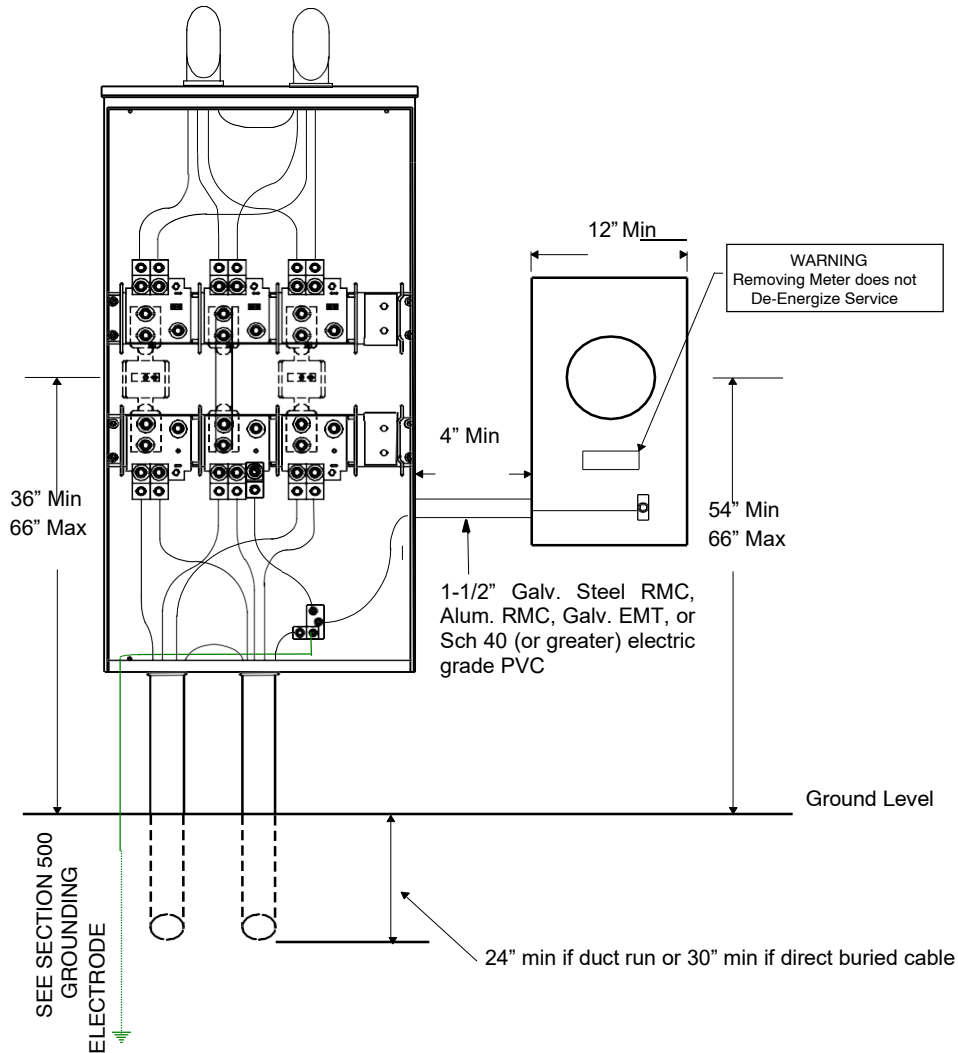 12” Min
WARNING
Removing Meter does not
De-Energize Service
4” Min
36” Min
66” Max
54” Min
66” Max
1-1/2” Galv. Steel RMC,
Alum. RMC, Galv. EMT, or
Sch 40 (or greater) electric
grade PVC
Ground Level
SEE SECTION 500
GROUNDING
ELECTRODE
24” min if duct run or 30” min if direct buried cable